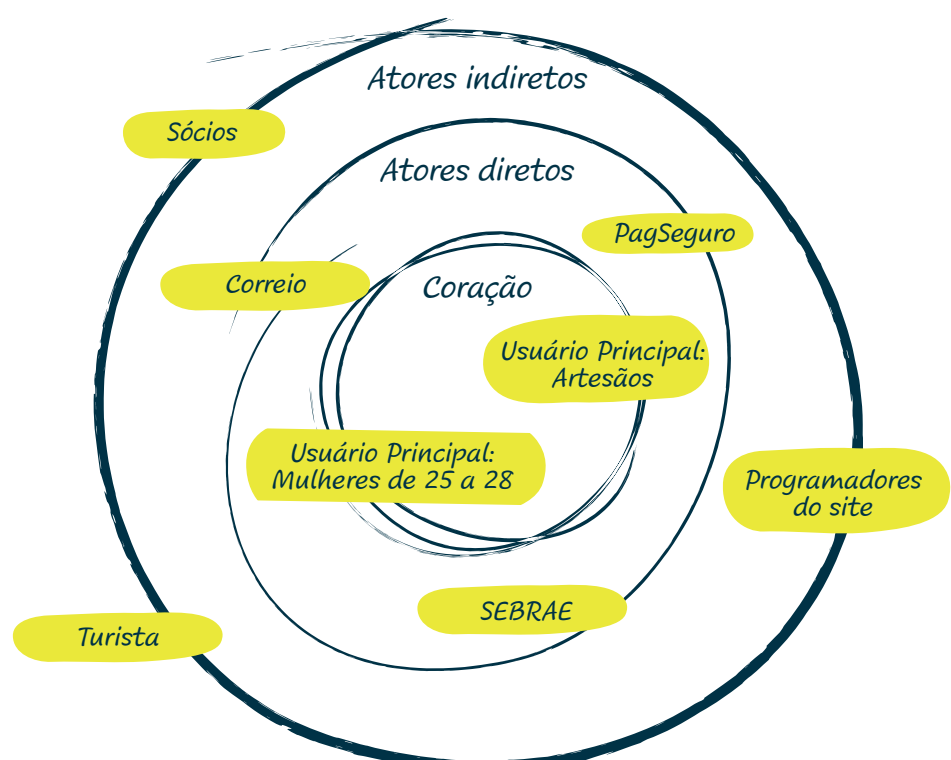 Atores indiretos
Sócios
Atores diretos
PagSeguro
Correio
Coração
Usuário Principal:
Artesãos
Usuário Principal:
Mulheres de 25 a 28
Programadores
do site
SEBRAE
Turista